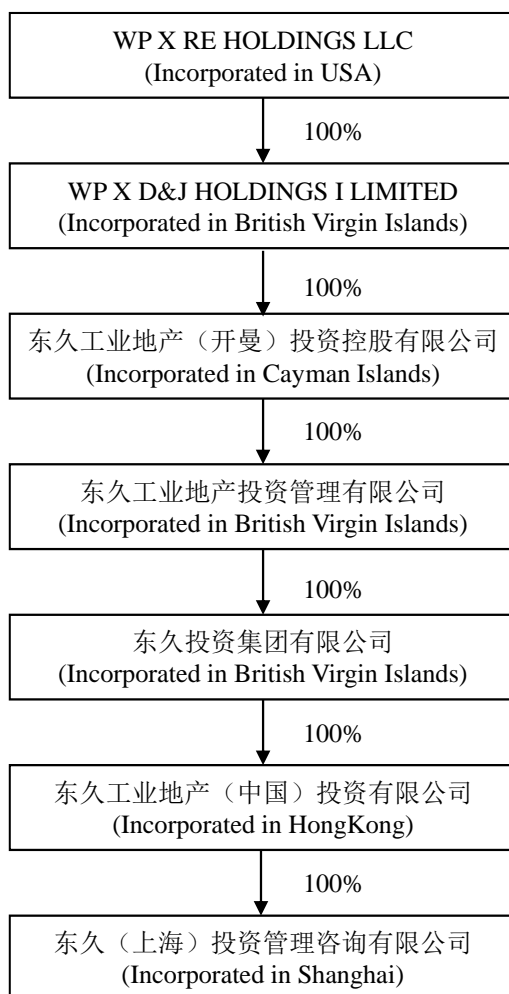 WP X RE HOLDINGS LLC
(Incorporated in USA)
100%
WP X D&J HOLDINGS I LIMITED
(Incorporated in British Virgin Islands)
100%
东久工业地产（开曼）投资控股有限公司
(Incorporated in Cayman Islands)
100%
东久工业地产投资管理有限公司
(Incorporated in British Virgin Islands)
100%
东久投资集团有限公司
(Incorporated in British Virgin Islands)
100%
东久工业地产（中国）投资有限公司
(Incorporated in HongKong)
100%
东久（上海）投资管理咨询有限公司
(Incorporated in Shanghai)